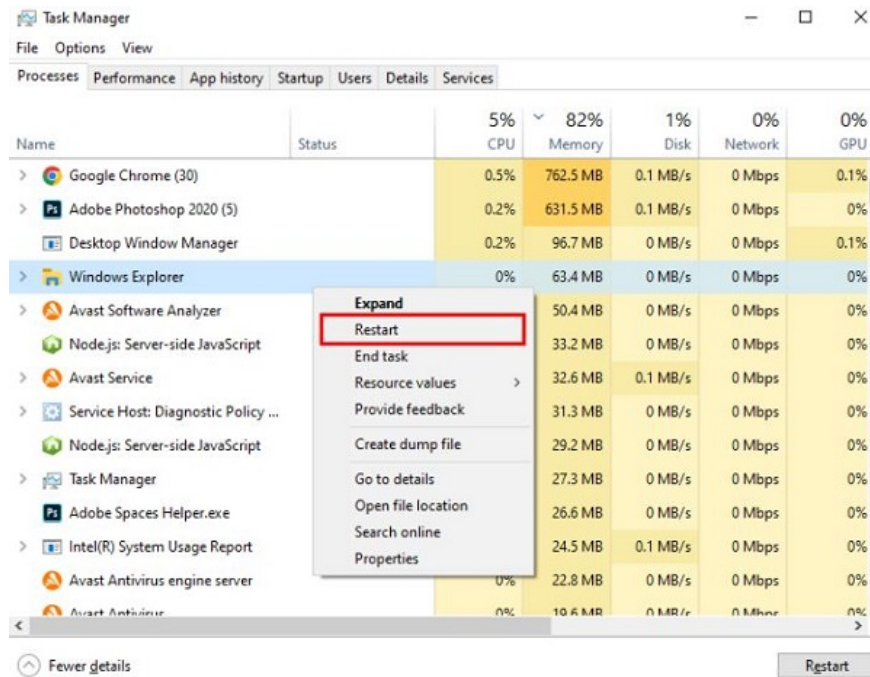 Task Manager
File Options View
Processes Performance App history Startup Users Details Services
5% 82% 1% 0% 0%
Name Status CPU Memory Disk Network GPU
Google Chrome (30) 0.5% 762.5 MB 0.1 MB/s 0 Mbps 0.1%
Adobe Photoshop 2020 (5) 0.2% 631.5 MB 0.1 MB/s 0 Mbps 0%
Desktop Window Manager 0.2% 96.7 MB 0 MB/s 0 Mbps 0.1%
Windows Explorer 0% 63.4 MB 0 MB/s 0 Mbps 0%
Avast Software Analyzer 50.4 MB 0 MB/s 0 Mbps 0%
Node.js: Server-side JavaScript 33.2 MB 0 MB/s 0 Mbps 0%
Avast Service 32.6 MB 0.1 MB/s 0 Mbps 0%
Service Host: Diagnostic Policy ... 31.3 MB 0 MB/s 0 Mbps 0%
Node.js: Server-side JavaScript 29.2 MB 0 MB/s 0 Mbps 0%
Task Manager 27.3 MB 0 MB/s 0 Mbps 0%
Adobe Spaces Helper.exe 26.6 MB 0 MB/s 0 Mbps 0%
Intel(R) System Usage Report 24.5 MB 0.1 MB/s 0 Mbps 0%
Avast Antivirus engine server 0% 22.8 MB 0 MB/s 0 Mbps 0%
Avast Antivirus 0% 19.6 MB 0 MB/s 0 Mbps 0%
Expand
Restart
End task
Resource values
Provide feedback
Create dump file
Go to details
Open file location
Search online
Properties
Fewer details Restart